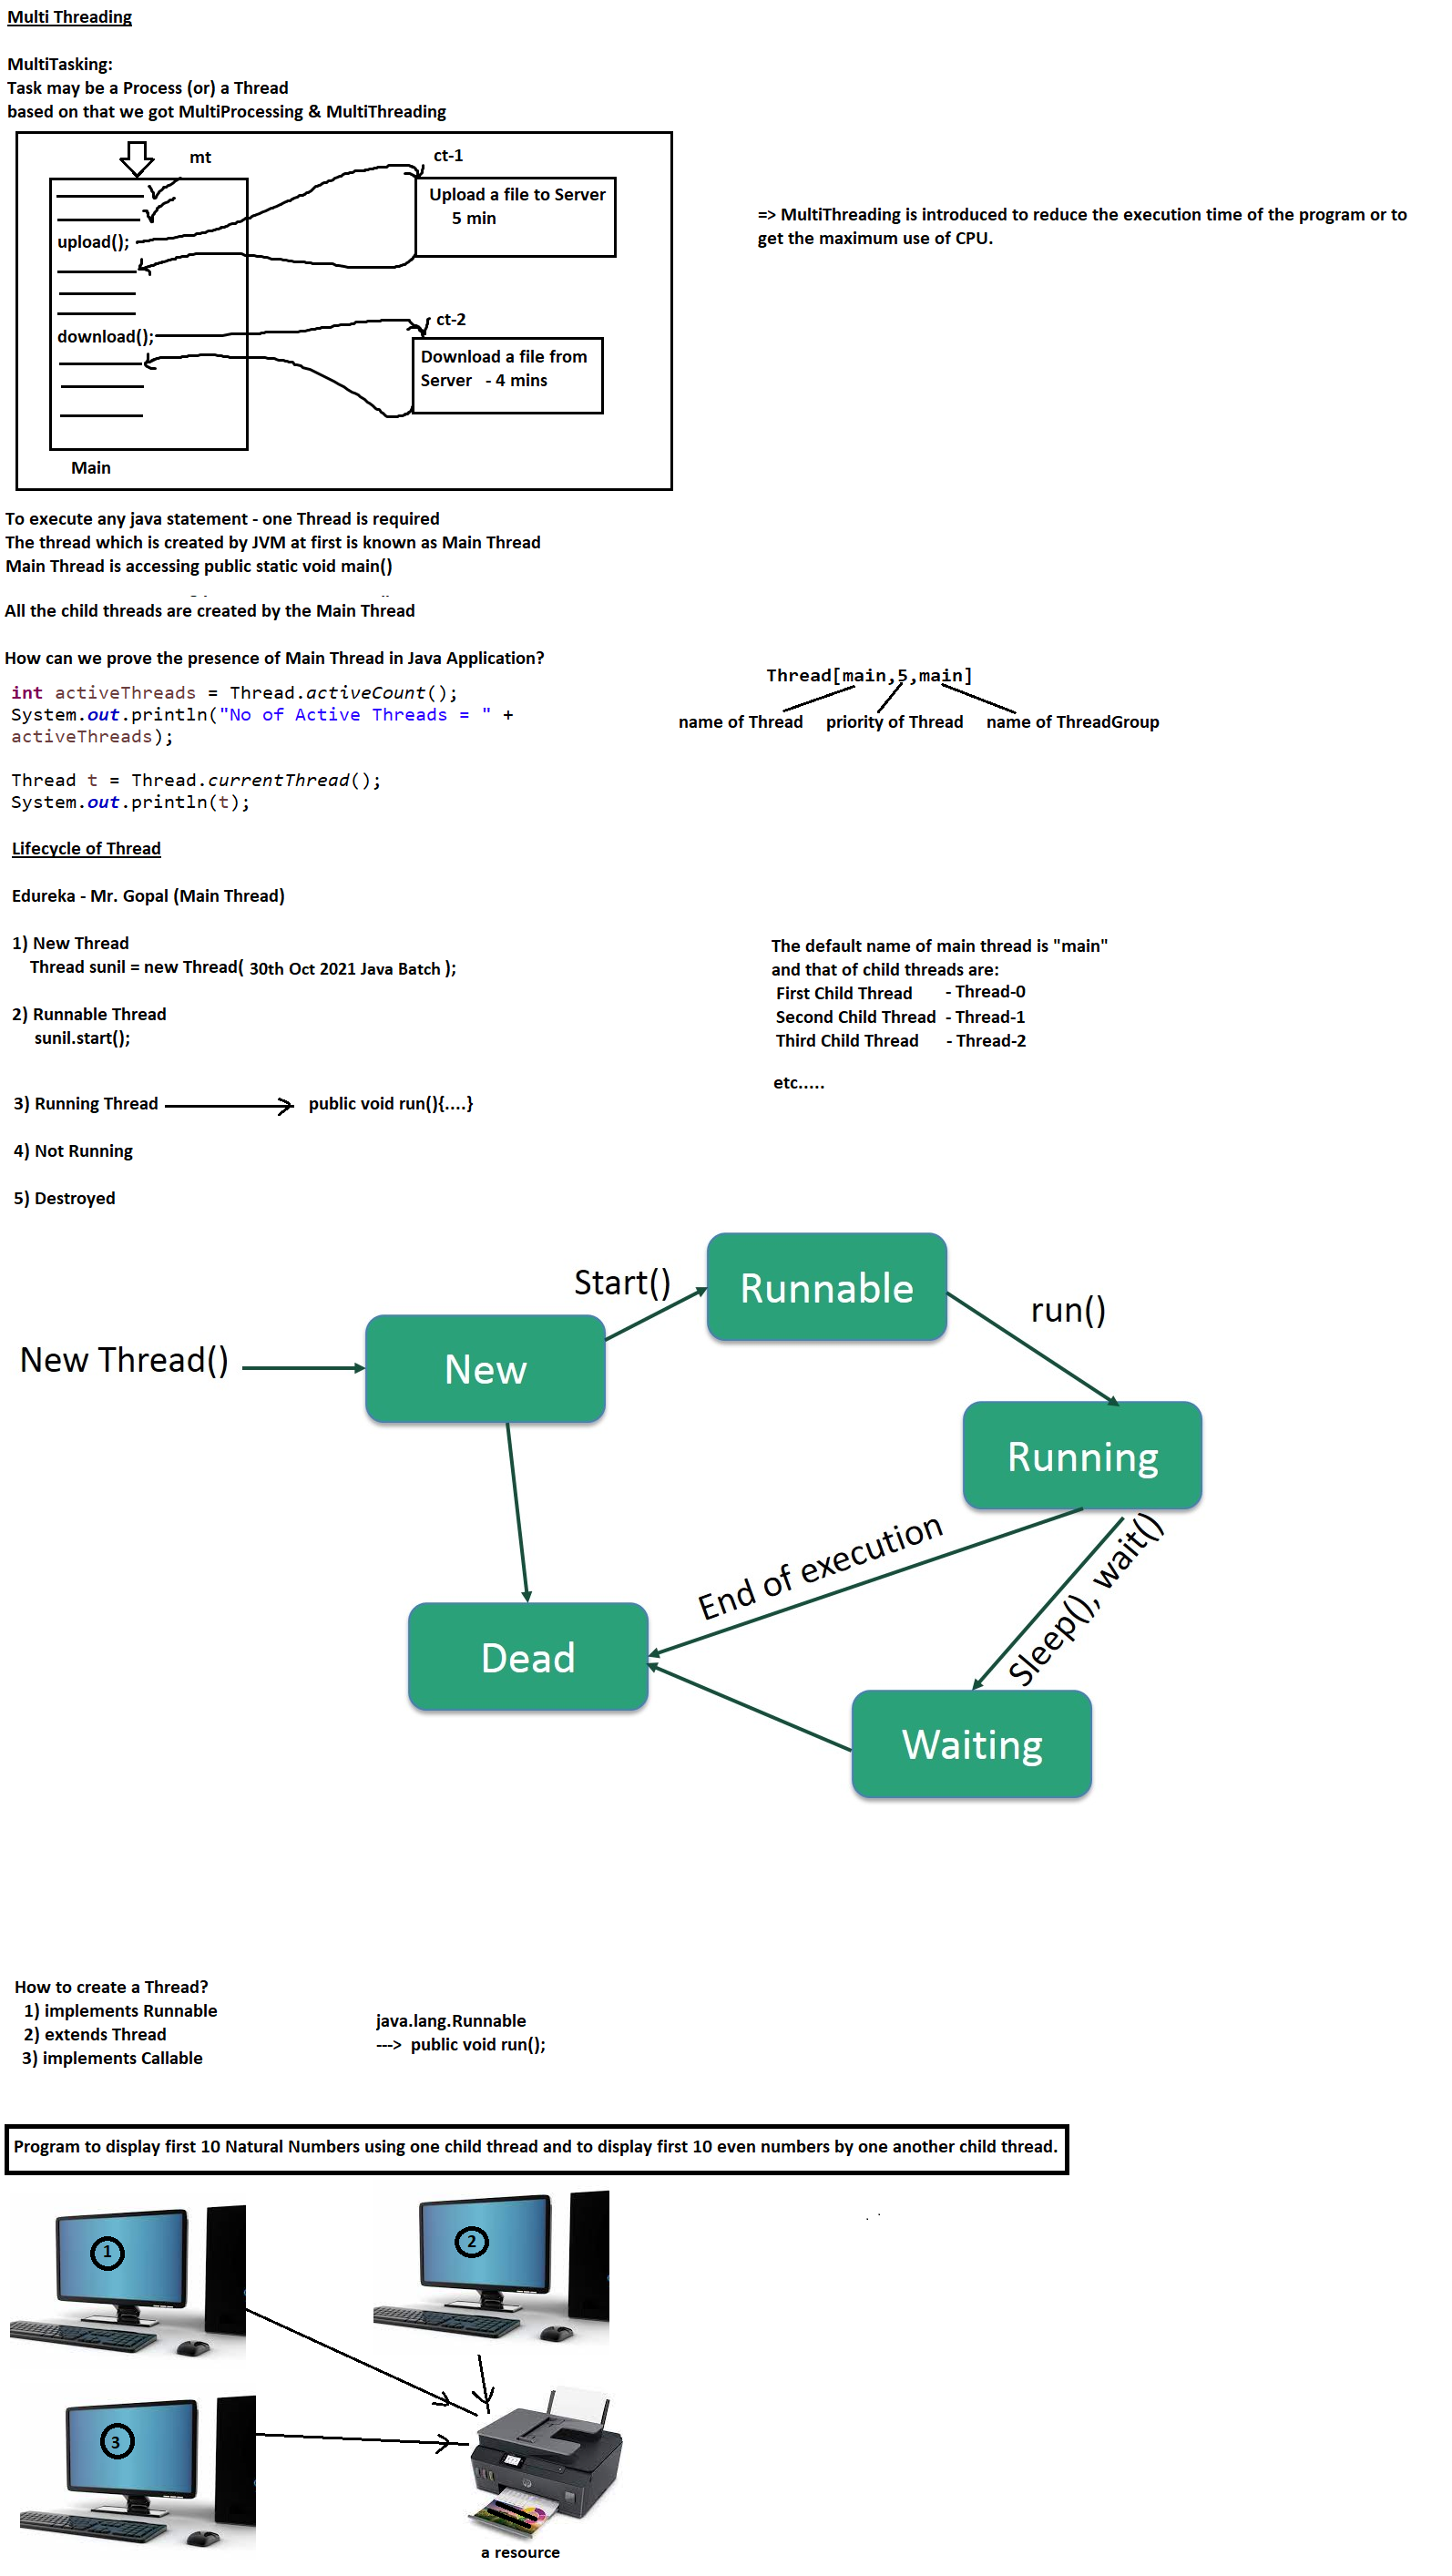 Multi Threading
MultiTasking:
Task may be a Process (or) a Thread
based on that we got MultiProcessing & MultiThreading
mt
ct-1
Upload a file to Server
5 min
upload();
download();
ct-2
Download a file from
Server - 4 mins
Main
=> MultiThreading is introduced to reduce the execution time of the program or to
get the maximum use of CPU.
To execute any java statement - one Thread is required
The thread which is created by JVM at first is known as Main Thread
Main Thread is accessing public static void main()
All the child threads are created by the Main Thread
How can we prove the presence of Main Thread in Java Application?
int activeThreads = Thread.activeCount();
System.out.println("No of Active Threads = " +
activeThreads);
Thread t = Thread.currentThread();
System.out.println(t);
Thread[main,5,main]
name of Thread priority of Thread name of ThreadGroup
Lifecycle of Thread
Edureka - Mr. Gopal (Main Thread)
1) New Thread
Thread sunil = new Thread( 30th Oct 2021 Java Batch );
2) Runnable Thread
sunil.start();
3) Running Thread public void run(){....}
4) Not Running
5) Destroyed
The default name of main thread is "main"
and that of child threads are:
First Child Thread - Thread-0
Second Child Thread - Thread-1
Third Child Thread - Thread-2
etc.....
New Thread()
New
Start()
Runnable
run()
Running
End of execution
Sleep(), wait()
Dead
Waiting
How to create a Thread?
1) implements Runnable
2) extends Thread
3) implements Callable
java.lang.Runnable
---> public void run();
Program to display first 10 Natural Numbers using one child thread and to display first 10 even numbers by one another child thread.
1
2
3
a resource